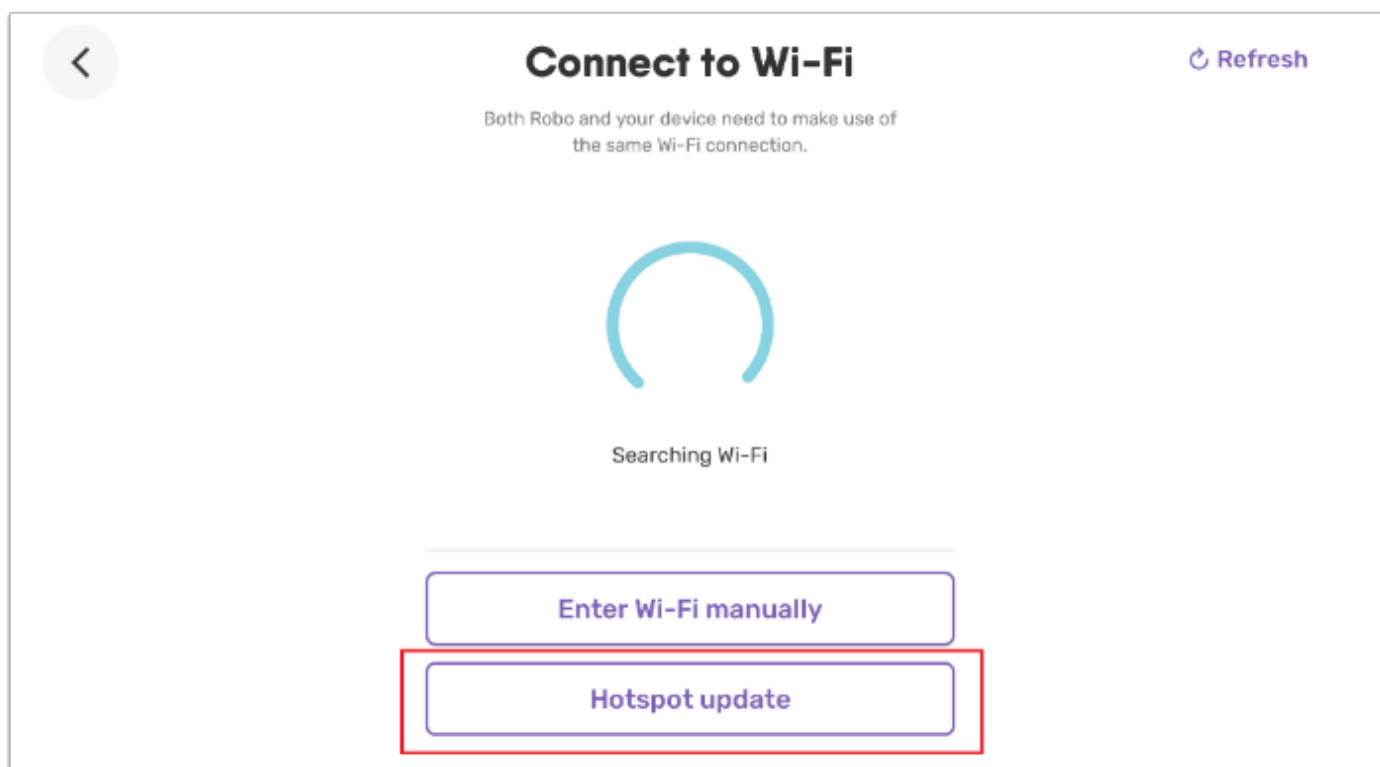 Connect to Wi-Fi
Refresh
Both Robo and your device need to make use of
the same Wi-Fi connection.
Searching Wi-Fi
Enter Wi-Fi manually
Hotspot update